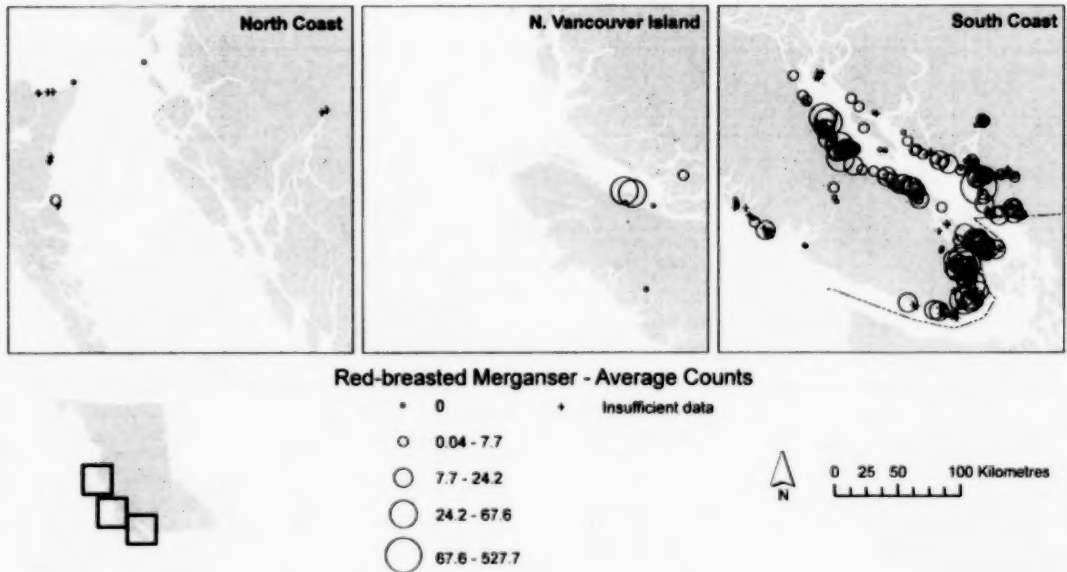 North Coast
N. Vancouver Island
South Coast
Red-breasted Merganser - Average Counts
0
Insufficient data
0.04 - 7.7
7.7 - 24.2
24.2 - 67.6
67.6 - 527.7
N
0 25 50 100 Kilometres